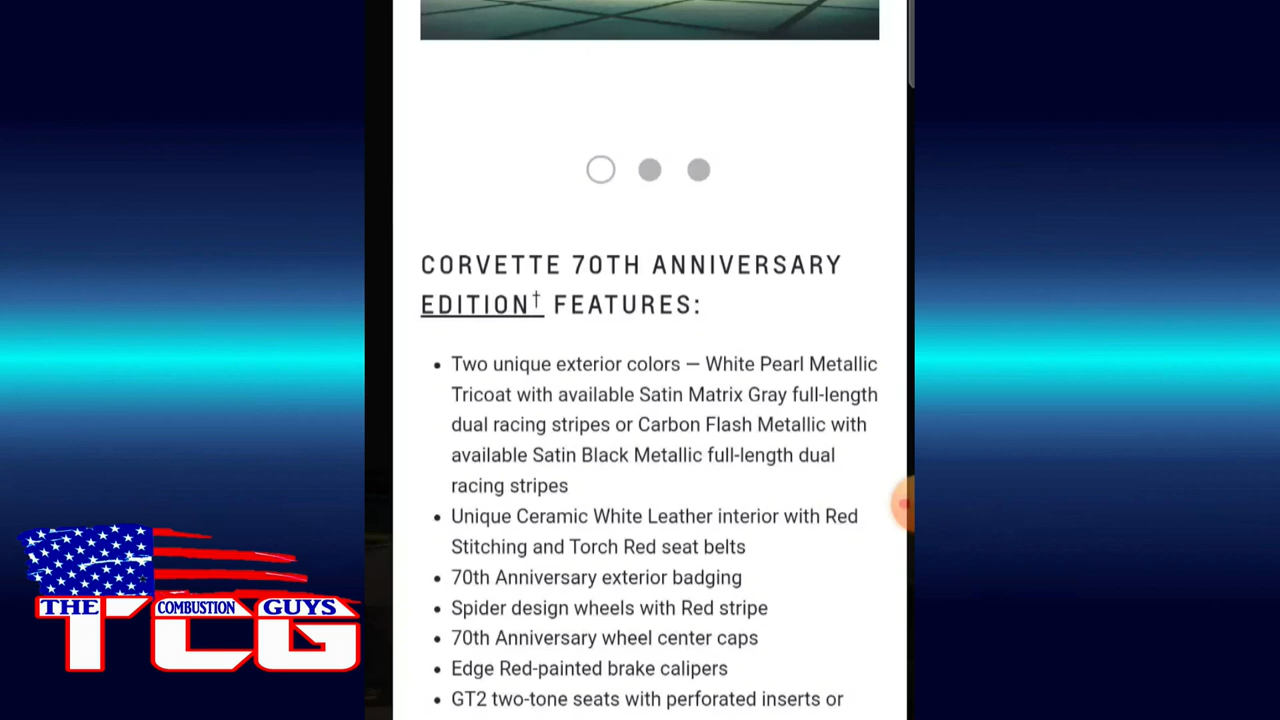 CORVETTE 70TH ANNIVERSARY
EDITION† FEATURES:
• Two unique exterior colors — White Pearl Metallic
Tricoat with available Satin Matrix Gray full-length
dual racing stripes or Carbon Flash Metallic with
available Satin Black Metallic full-length dual
racing stripes
• Unique Ceramic White Leather interior with Red
Stitching and Torch Red seat belts
• 70th Anniversary exterior badging
• Spider design wheels with Red stripe
• 70th Anniversary wheel center caps
• Edge Red-painted brake calipers
• GT2 two-tone seats with perforated inserts or
THE COMBUSTION GUYS
TCG